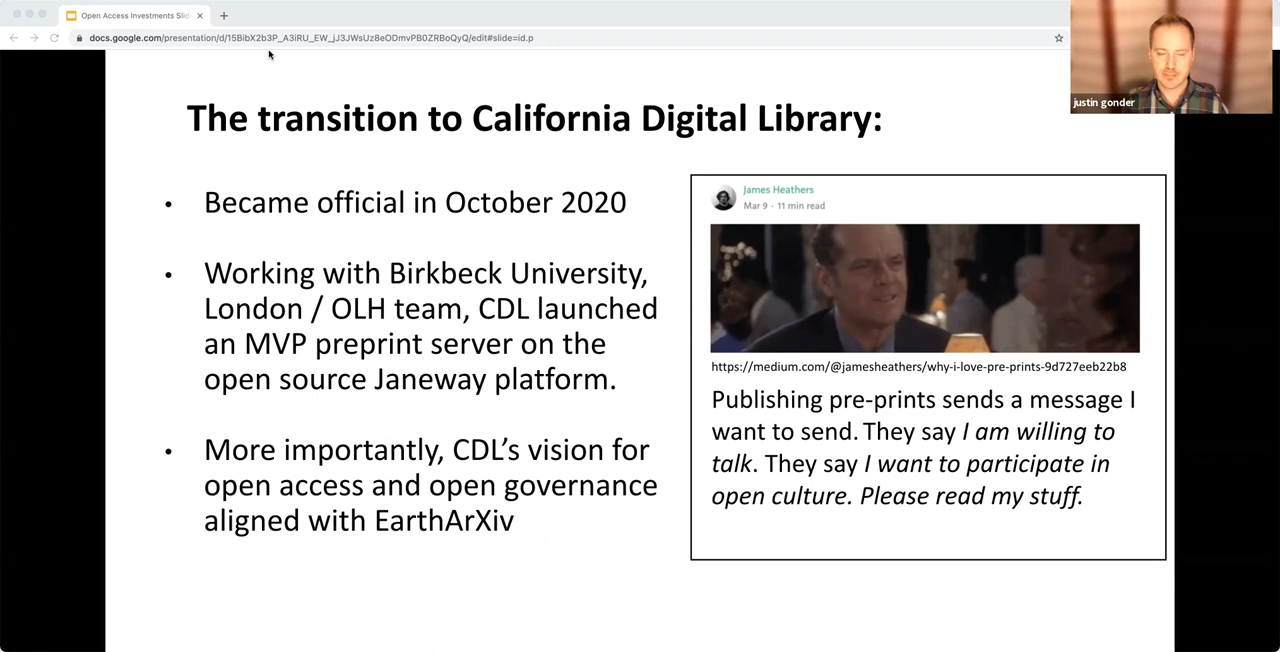 Open Access Investments Slid
docs.google.com/presentation/d/15BibX2b3P_A3iRU_EW_jJ3JWsUz8eODmvPB0ZRBoQyQ/edit#slide=id.p
justin gonder
The transition to California Digital Library:
• Became official in October 2020
• Working with Birkbeck University,
London / OLH team, CDL launched
an MVP preprint server on the
open source Janeway platform.
• More importantly, CDL’s vision for
open access and open governance
aligned with EarthArXiv
James Heathers
Mar 9 · 11 min read
https://medium.com/@jamesheathers/why-i-love-pre-prints-9d727eeb22b8
Publishing pre-prints sends a message I
want to send. They say I am willing to
talk. They say I want to participate in
open culture. Please read my stuff.